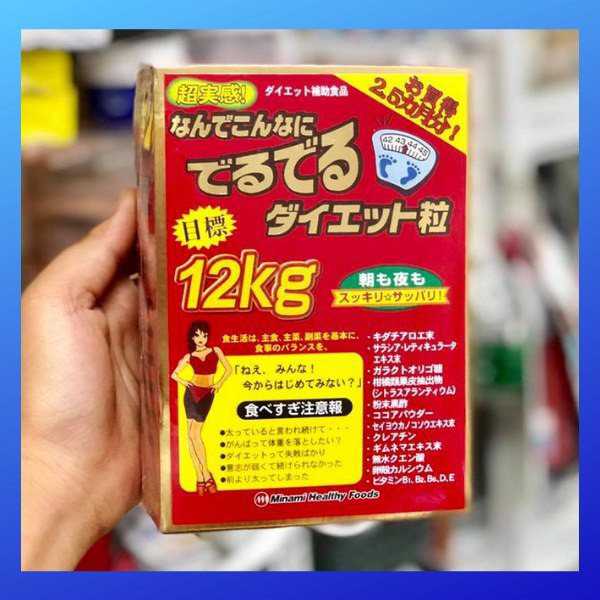 超実感!
ダイエット補助食品
お買得
2.5カ月分!
なんでこんなに
でるでる
ダイエット粒
42 43 44 45
目標
12kg
朝も夜も
スッキリ☆サッパリ!
食生活は、主食、主菜、副菜を基本に、
食事のバランスを。
「ねえ、みんな!
今からはじめてみない?」
食べすぎ注意報
●太っていると言われ続けて・・・
●がんばって体重を落としたい?
●ダイエットって失敗ばかり
●意志が弱くて続けられなかった
●前より太ってしまった
・キダチアロエ末
・サラシア・レティキュラータ
エキス末
・ガラクトオリゴ糖
・柑橘類果皮抽出物
(シトラスアランティウム)
・粉末黒酢
・ココアパウダー
・セイヨウカノコソウエキス末
・クレアチン
・ギムネマエキス末
・無水クエン酸
・卵殻カルシウム
・ビタミンB1、B2、B6、D、E
Minami Healthy Foods